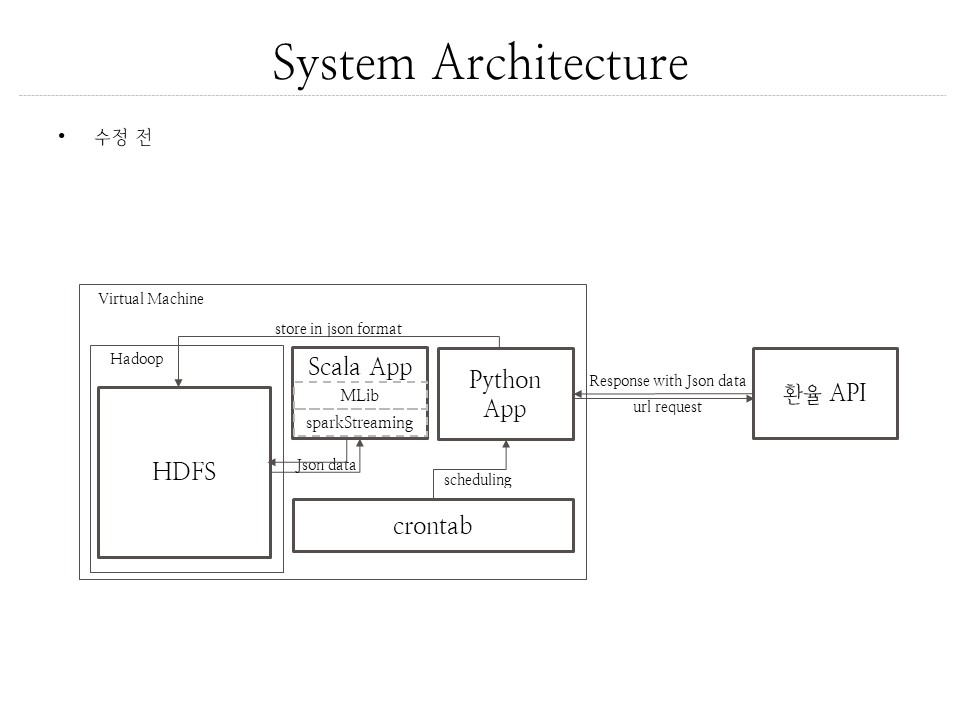 System Architecture
• 수정 전
Virtual Machine
store in json format
Hadoop
Scala App
MLib
sparkStreaming
Python
App
Response with Json data
url request
환율 API
HDFS
Json data
scheduling
crontab